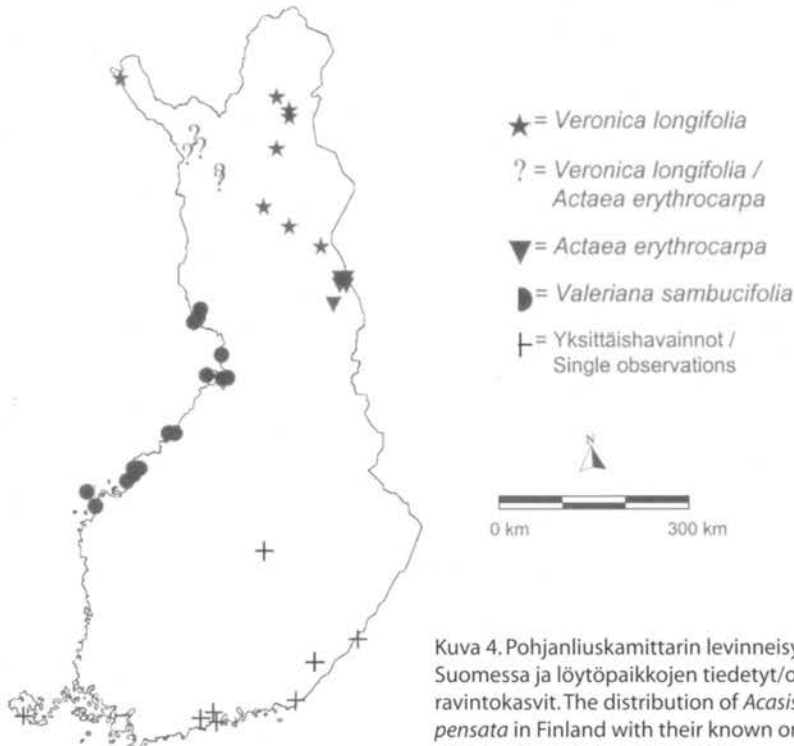 ★ = Veronica longifolia
? = Veronica longifolia /
Actaea erythrocarpa
▼ = Actaea erythrocarpa
= Valeriana sambucifolia
+ = Yksittäishavainnot /
Single observations
? ? ?
? ?
N
0 km 300 km
Kuva 4. Pohjanliuskamittarin levinneisy
Suomessa ja löytöpaikkojen tiedetyt/o
ravintokasvit. The distribution of Acasis
pensata in Finland with their known or